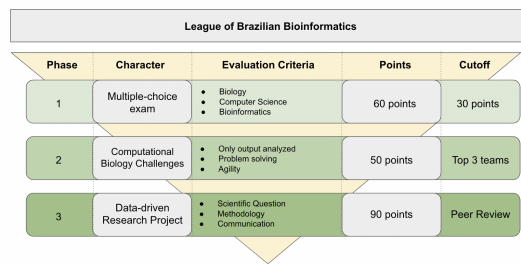 League of Brazilian Bioinformatics
Phase Character Evaluation Criteria Points Cutoff
1
Multiple-choice
exam
● Biology
● Computer Science
● Bioinformatics
60 points
30 points
2
Computational
Biology Challenges
● Only output analyzed
● Problem solving
● Agility
50 points
Top 3 teams
3
Data-driven
Research Project
● Scientific Question
● Methodology
● Communication
90 points
Peer Review